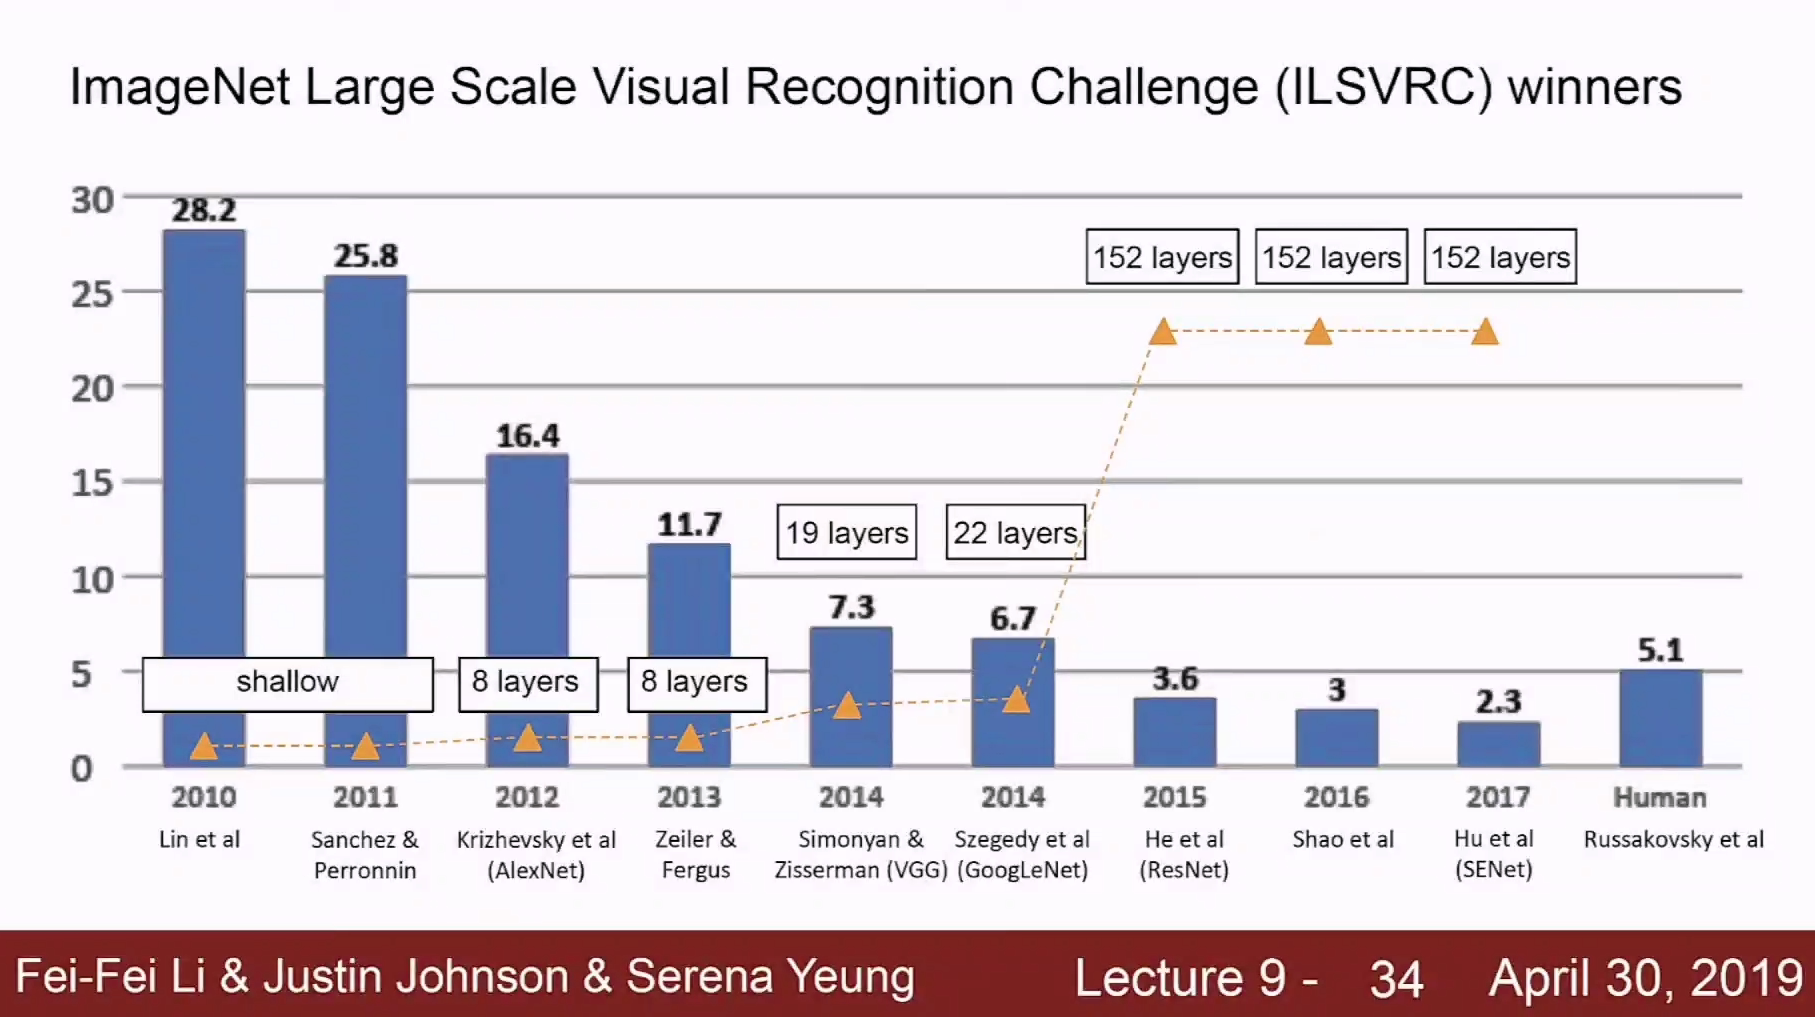 ImageNet Large Scale Visual Recognition Challenge (ILSVRC) winners
30
25
20
15
10
5
0
28.2
25.8
16.4
11.7
7.3
6.7
3.6
3
2.3
5.1
152 layers
152 layers
152 layers
19 layers
22 layers
shallow
8 layers
8 layers
2010
Lin et al
2011
Sanchez &
Perronnin
2012
Krizhevsky et al
(AlexNet)
2013
Zeiler &
Fergus
2014
Simonyan &
Zisserman (VGG)
2014
Szegedy et al
(GoogLeNet)
2015
He et al
(ResNet)
2016
Shao et al
2017
Hu et al
(SENet)
Human
Russakovsky et al
Fei-Fei Li & Justin Johnson & Serena Yeung
Lecture 9 - 34
April 30, 2019